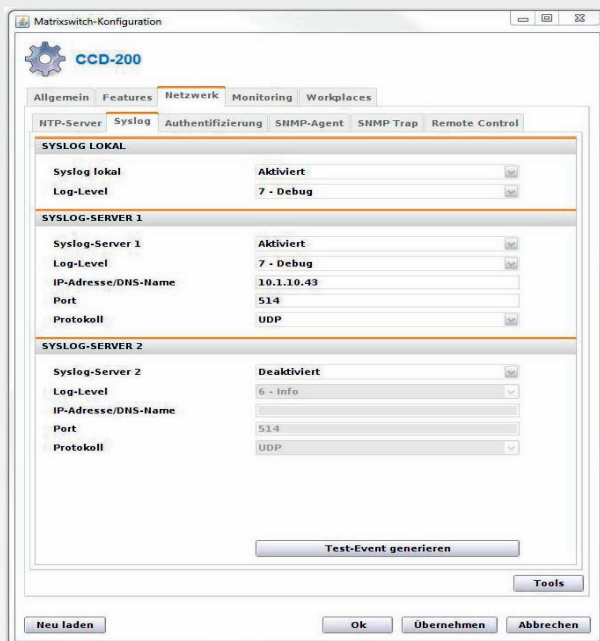 Matrixswitch-Konfiguration
CCD-200
Allgemein Features Netzwerk Monitoring Workplaces
NTP-Server Syslog Authentifizierung SNMP-Agent SNMP Trap Remote Control
SYSLOG LOKAL
Syslog lokal Aktiviert
Log-Level 7 - Debug
SYSLOG-SERVER 1
Syslog-Server 1 Aktiviert
Log-Level 7 - Debug
IP-Adresse/DNS-Name 10.1.10.43
Port 514
Protokoll UDP
SYSLOG-SERVER 2
Syslog-Server 2 Deaktiviert
Log-Level 6 - Info
IP-Adresse/DNS-Name
Port 514
Protokoll UDP
Test-Event generieren
Tools
Neu laden Ok Übernehmen Abbrechen